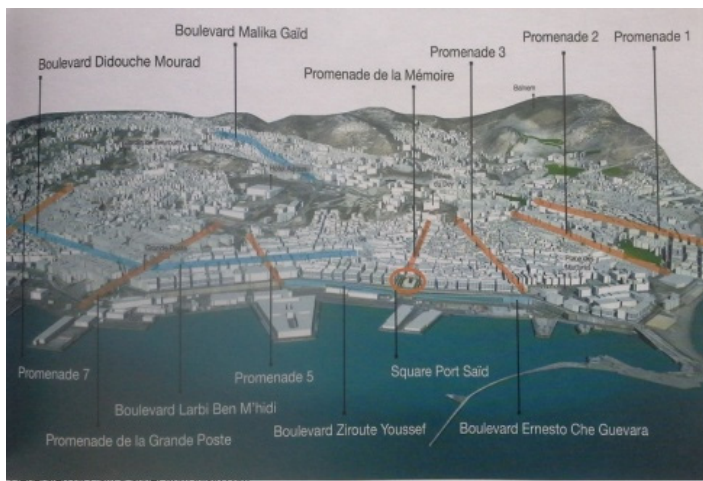 Boulevard Malika Gaïd
Promenade 3
Promenade 2
Promenade 1
Boulevard Didouche Mourad
Promenade de la Mémoire
Promenade 7
Promenade 5
Square Port Saïd
Boulevard Larbi Ben M'hidi
Promenade de la Grande Poste
Boulevard Ziroute Youssef
Boulevard Ernesto Che Guevara